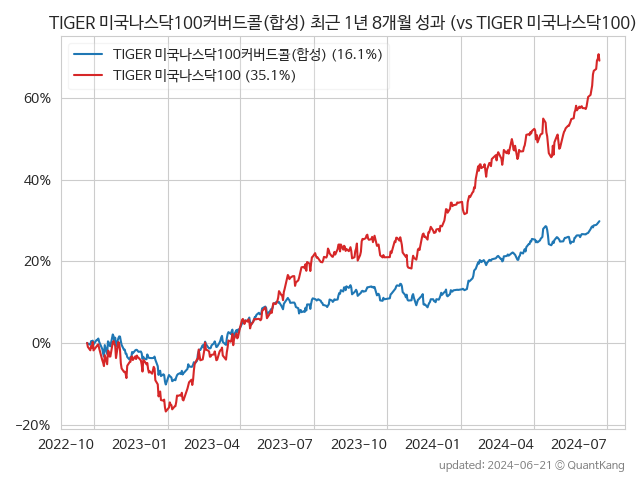 TIGER 미국나스닥100커버드콜(합성) 최근 1년 8개월 성과 (vs TIGER 미국나스닥100)
TIGER 미국나스닥100커버드콜(합성) (16.1%)
TIGER 미국나스닥100 (35.1%)
60%
40%
20%
0%
−20%
2022-10 2023-01 2023-04 2023-07 2023-10 2024-01 2024-04 2024-07
updated: 2024-06-21 © QuantKang